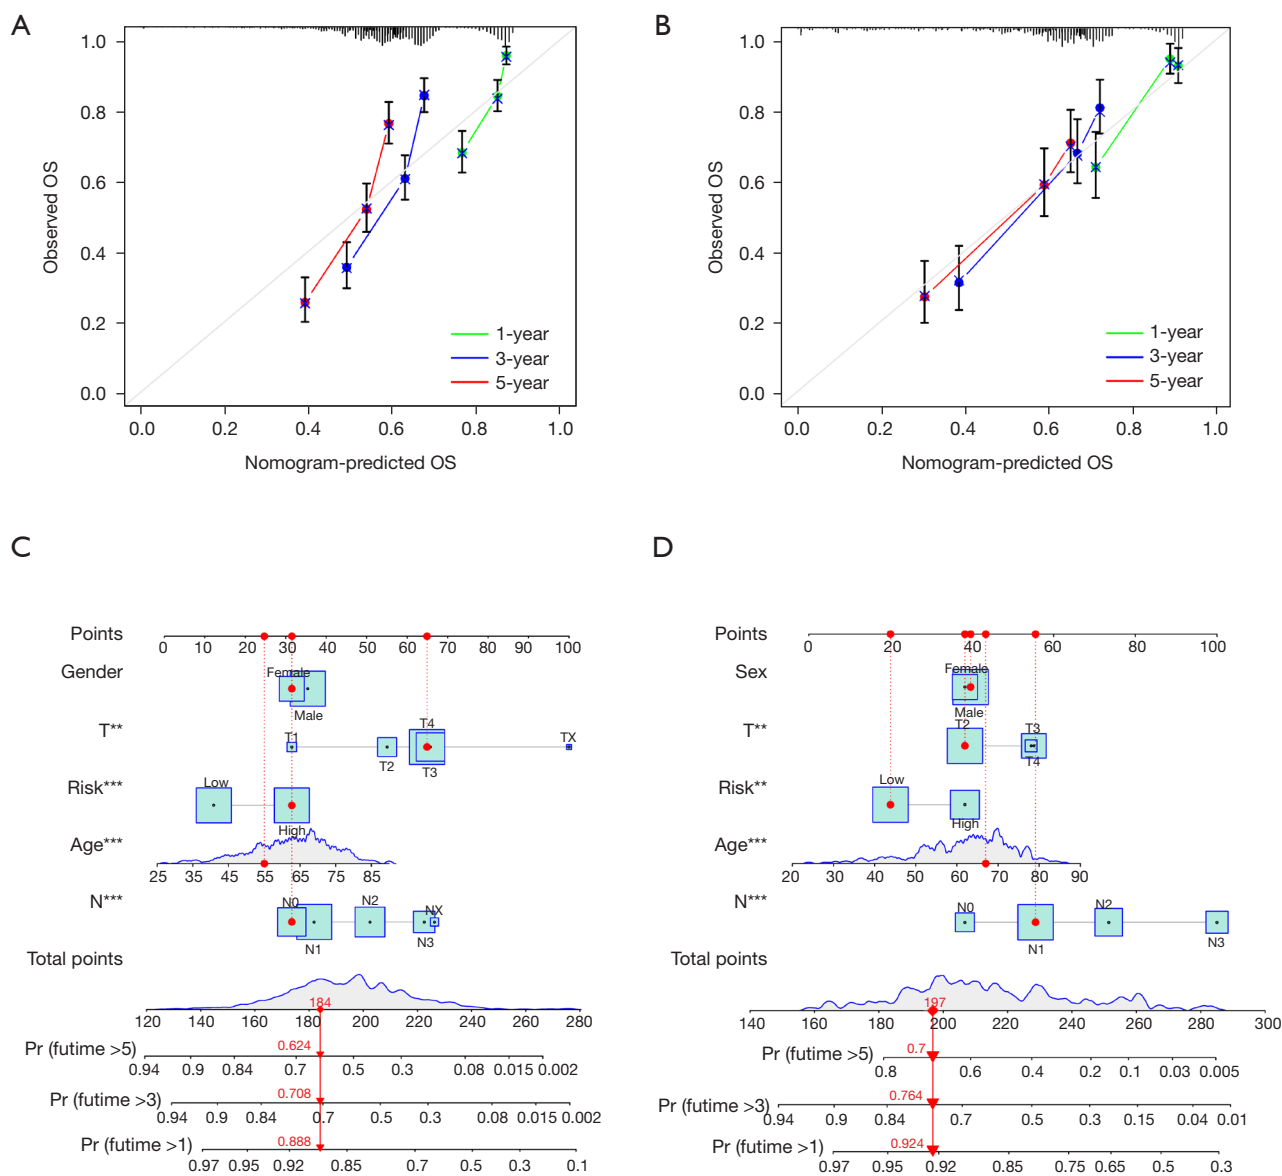 A
1.0
0.8
0.6
0.4
0.2
0.0
Observed OS
1-year
3-year
5-year
0.0 0.2 0.4 0.6 0.8 1.0
Nomogram-predicted OS
B
1.0
0.8
0.6
0.4
0.2
0.0
Observed OS
1-year
3-year
5-year
0.0 0.2 0.4 0.6 0.8 1.0
Nomogram-predicted OS
C
Points
0 10 20 30 40 50 60 70 80 90 100
Gender
Female
Male
T**
T1 T2 T4 T3 TX
Risk***
Low
High
Age***
25 35 45 55 65 75 85
N***
N0 N1 N2 N3 NX
Total points
184
120 140 160 180 200 220 240 260 280
Pr (futime >5)
0.624
0.94 0.9 0.84 0.7 0.5 0.3 0.08 0.015 0.002
Pr (futime >3)
0.708
0.94 0.9 0.84 0.7 0.5 0.3 0.08 0.015 0.002
Pr (futime >1)
0.888
0.97 0.95 0.92 0.85 0.7 0.5 0.3 0.1
D
Points
0 20 40 60 80 100
Sex
Female
Male
T**
T2 T3 T4
Risk**
Low
High
Age***
20 30 40 50 60 70 80 90
N***
N0 N1 N2 N3
Total points
197
140 160 180 200 220 240 260 280 300
Pr (futime >5)
0.7
0.8 0.6 0.4 0.2 0.1 0.03 0.005
Pr (futime >3)
0.764
0.94 0.9 0.84 0.7 0.5 0.3 0.15 0.04 0.01
Pr (futime >1)
0.924
0.97 0.95 0.92 0.85 0.75 0.65 0.5 0.3